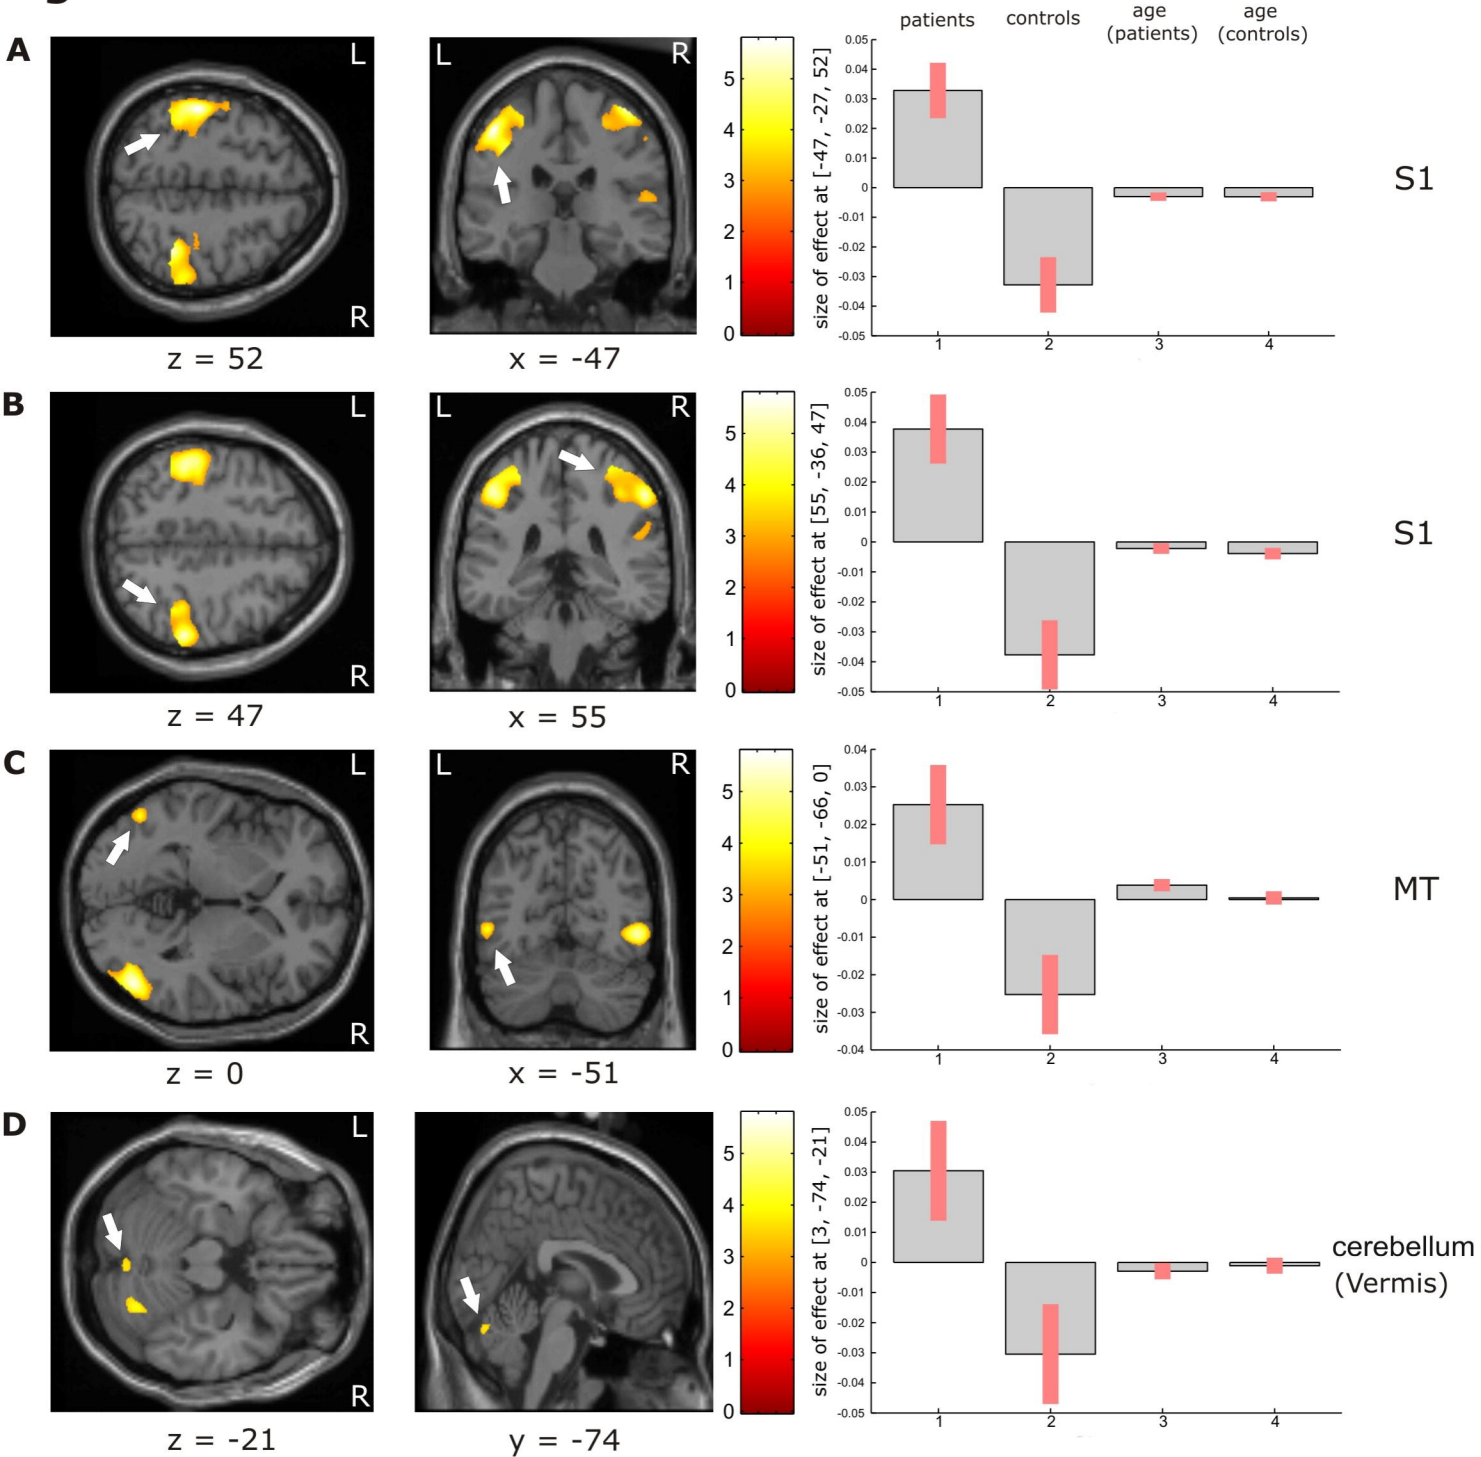 patients controls age (patients) age (controls)
A
L
R
z = 52
L R
x = -47
5
4
3
2
1
0
size of effect at [-47, -27, 52]
0.05
0.04
0.03
0.02
0.01
0
-0.01
-0.02
-0.03
-0.04
-0.05
1 2 3 4
S1
B
L
R
z = 47
L R
x = 55
5
4
3
2
1
0
size of effect at [55, -36, 47]
0.05
0.04
0.03
0.02
0.01
0
-0.01
-0.02
-0.03
-0.04
-0.05
1 2 3 4
S1
C
L
R
z = 0
L R
x = -51
5
4
3
2
1
0
size of effect at [-51, -66, 0]
0.04
0.03
0.02
0.01
0
-0.01
-0.02
-0.03
-0.04
1 2 3 4
MT
D
L
R
z = -21
y = -74
5
4
3
2
1
0
size of effect at [3, -74, -21]
0.05
0.04
0.03
0.02
0.01
0
-0.01
-0.02
-0.03
-0.04
-0.05
1 2 3 4
cerebellum
(Vermis)